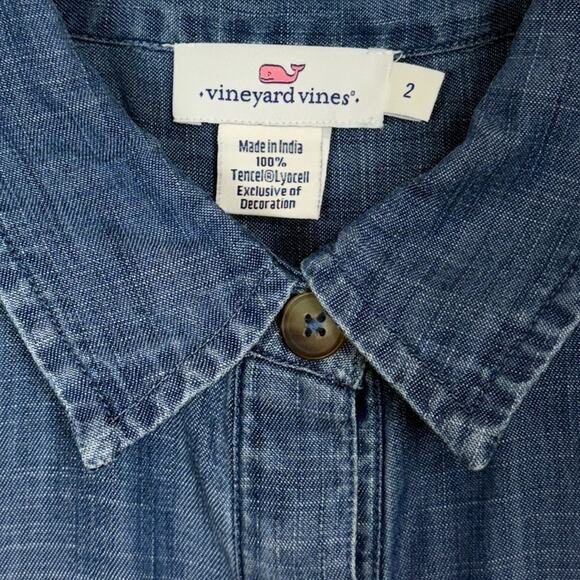 vineyard vines®
2
Made in India
100%
Tencel®Lyocell
Exclusive of
Decoration